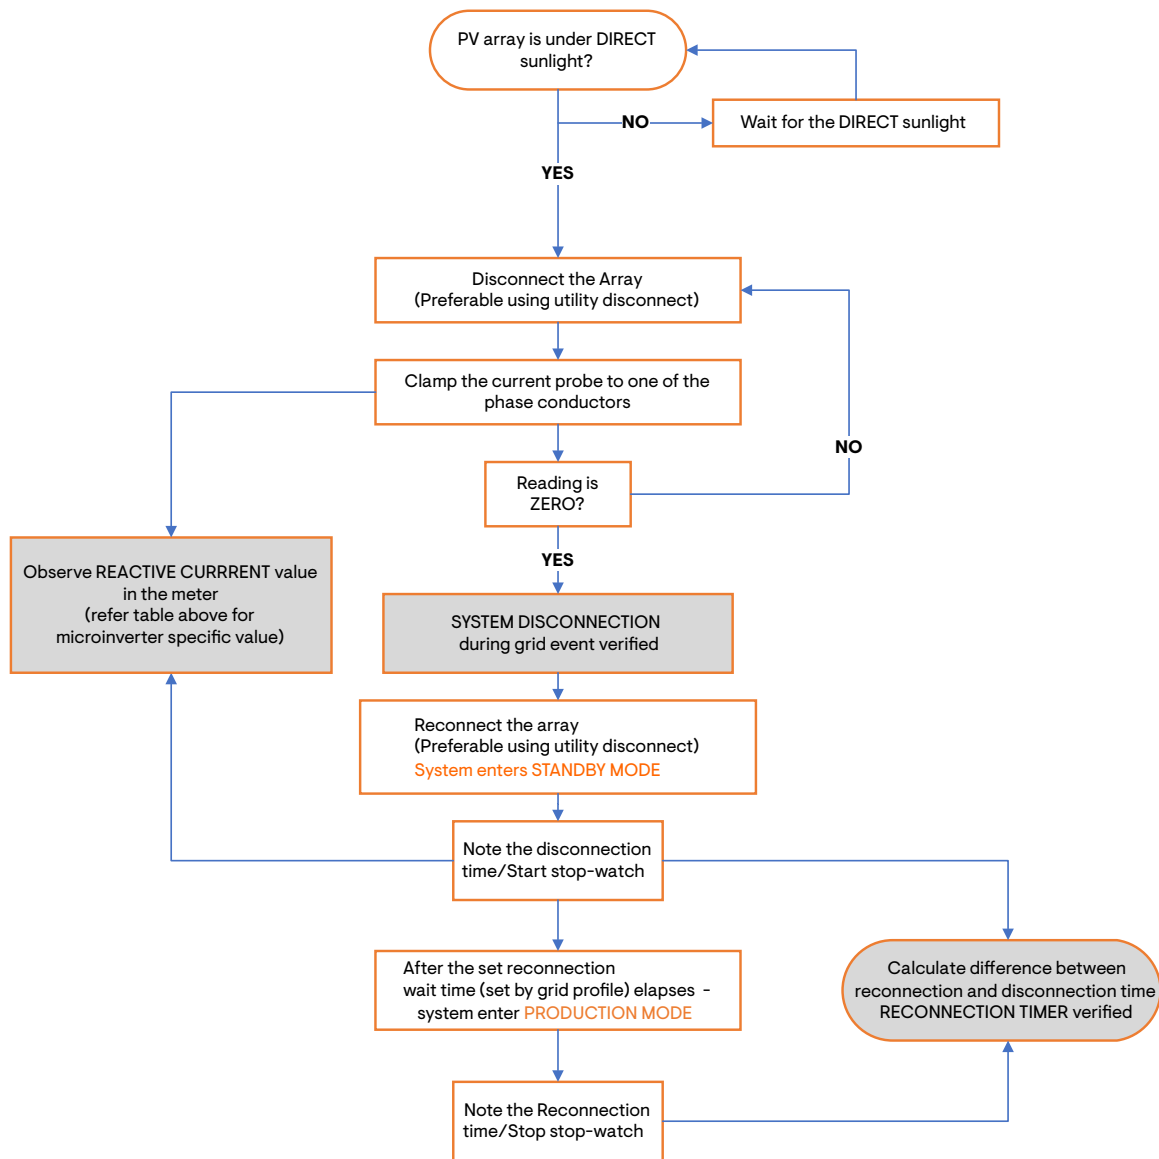 PV array is under DIRECT
sunlight?
NO
Wait for the DIRECT sunlight
YES
Disconnect the Array
(Preferable using utility disconnect)
Clamp the current probe to one of the
phase conductors
NO
Reading is
ZERO?
YES
Observe REACTIVE CURRRENT value
in the meter
(refer table above for
microinverter specific value)
SYSTEM DISCONNECTION
during grid event verified
Reconnect the array
(Preferable using utility disconnect)
System enters STANDBY MODE
Note the disconnection
time/Start stop-watch
After the set reconnection
wait time (set by grid profile) elapses -
system enter PRODUCTION MODE
Calculate difference between
reconnection and disconnection time
RECONNECTION TIMER verified
Note the Reconnection
time/Stop stop-watch